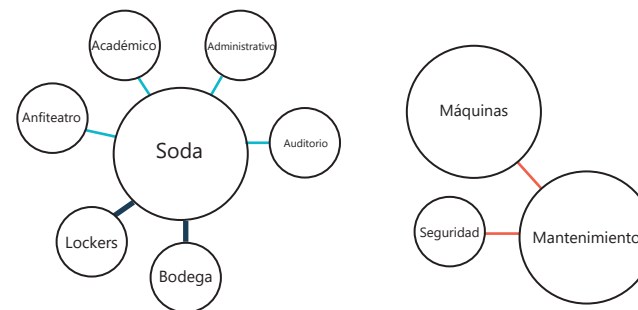 Académico
Administrativo
Anfiteatro
Soda
Auditorio
Lockers
Bodega
Máquinas
Seguridad
Mantenimiento